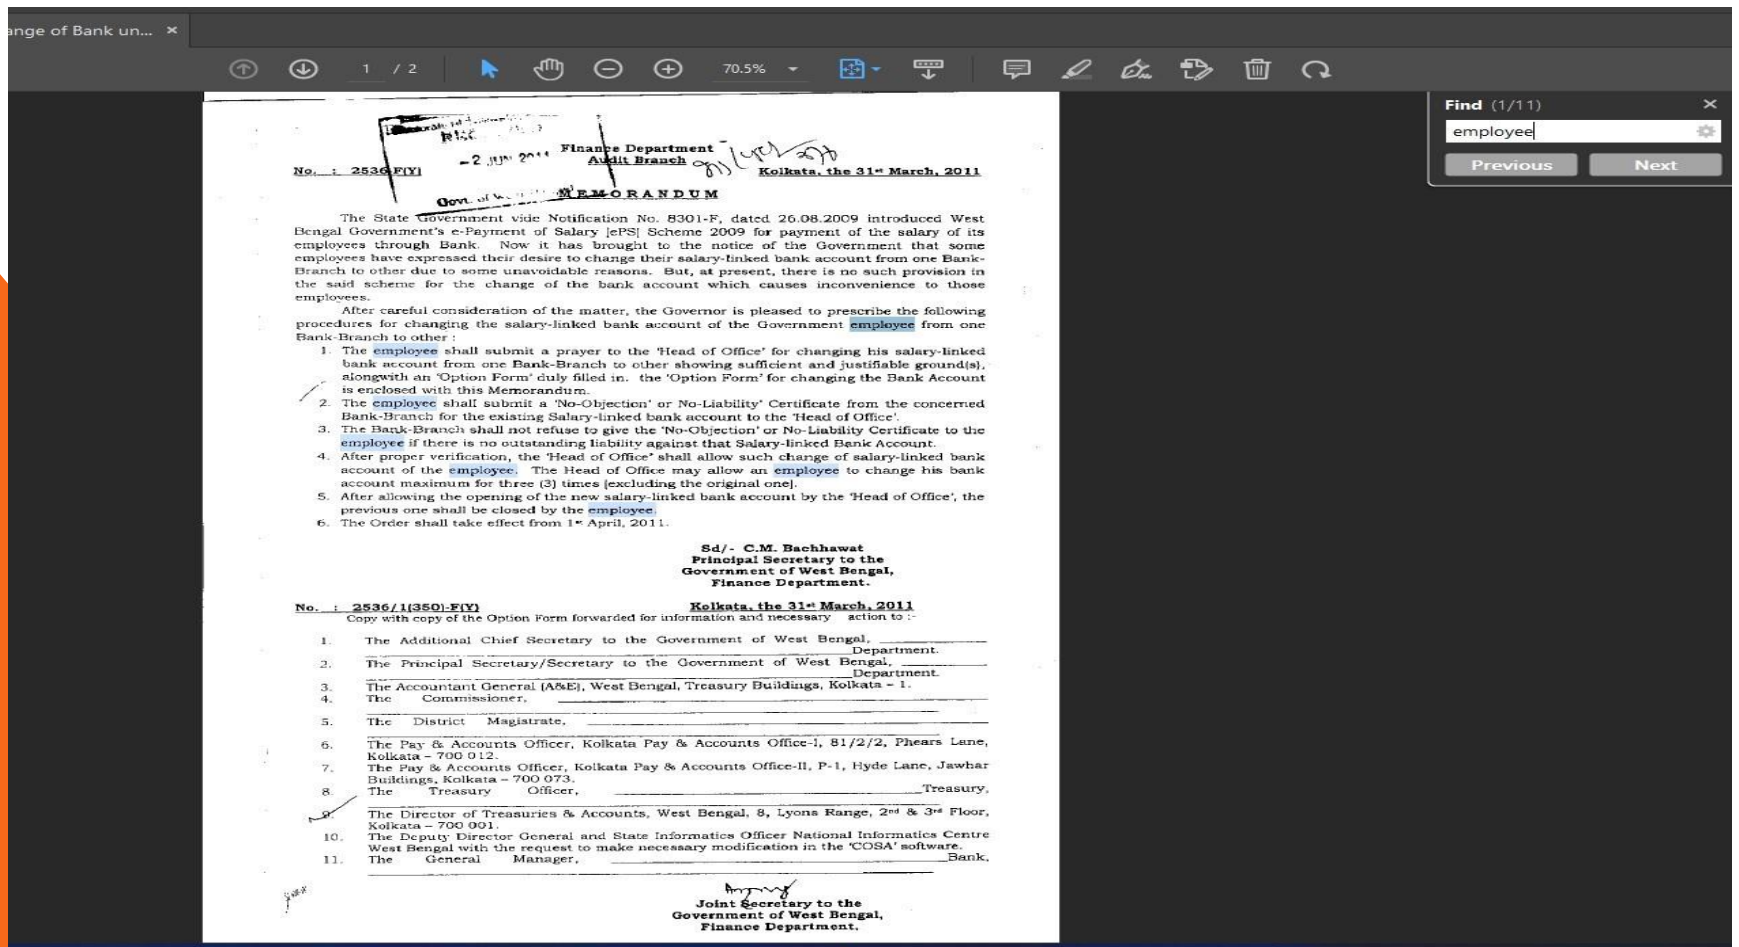 ange of Bank un... ×
1 / 2 70.5%
Find (1/11) ×
employee
Previous Next
-2 JUN 2011
Finance Department
Audit Branch
No. : 2536 F(Y) Kolkata, the 31st March, 2011
Govt. of
MEMORANDUM
The State Government vide Notification No. 8301-F, dated 26.08.2009 introduced West
Bengal Government's e-Payment of Salary [ePS] Scheme 2009 for payment of the salary of its
employees through Bank. Now it has brought to the notice of the Government that some
employees have expressed their desire to change their salary-linked bank account from one Bank-
Branch to other due to some unavoidable reasons. But, at present, there is no such provision in
the said scheme for the change of the bank account which causes inconvenience to those
employees.
After careful consideration of the matter, the Governor is pleased to prescribe the following
procedures for changing the salary-linked bank account of the Government employee from one
Bank-Branch to other :
1. The employee shall submit a prayer to the 'Head of Office' for changing his salary-linked
bank account from one Bank-Branch to other showing sufficient and justifiable ground(s),
alongwith an 'Option Form' duly filled in. the 'Option Form' for changing the Bank Account
is enclosed with this Memorandum.
2. The employee shall submit a 'No-Objection' or No-Liability' Certificate from the concerned
Bank-Branch for the existing Salary-linked bank account to the 'Head of Office'.
3. The Bank-Branch shall not refuse to give the 'No-Objection' or No-Liability Certificate to the
employee if there is no outstanding liability against that Salary-linked Bank Account.
4. After proper verification, the 'Head of Office' shall allow such change of salary-linked bank
account of the employee. The Head of Office may allow an employee to change his bank
account maximum for three (3) times [excluding the original one].
5. After allowing the opening of the new salary-linked bank account by the 'Head of Office', the
previous one shall be closed by the employee.
6. The Order shall take effect from 1st April, 2011.
Sd/- C.M. Bachhawat
Principal Secretary to the
Government of West Bengal,
Finance Department.
No. : 2536/1(350)-F(Y) Kolkata, the 31st March, 2011
Copy with copy of the Option Form forwarded for information and necessary action to :-
1. The Additional Chief Secretary to the Government of West Bengal,
Department.
2. The Principal Secretary/Secretary to the Government of West Bengal,
Department.
3. The Accountant General (A&E), West Bengal, Treasury Buildings, Kolkata – 1.
4. The Commissioner,
5. The District Magistrate,
6. The Pay & Accounts Officer, Kolkata Pay & Accounts Office-I, 81/2/2, Phears Lane,
Kolkata – 700 012.
7. The Pay & Accounts Officer, Kolkata Pay & Accounts Office-II, P-1, Hyde Lane, Jawhar
Buildings, Kolkata – 700 073.
8. The Treasury Officer, Treasury,
9. The Director of Treasuries & Accounts, West Bengal, 8, Lyons Range, 2nd & 3rd Floor,
Kolkata – 700 001.
10. The Deputy Director General and State Informatics Officer National Informatics Centre
West Bengal with the request to make necessary modification in the 'COSA' software.
11. The General Manager, Bank,
Joint Secretary to the
Government of West Bengal,
Finance Department.